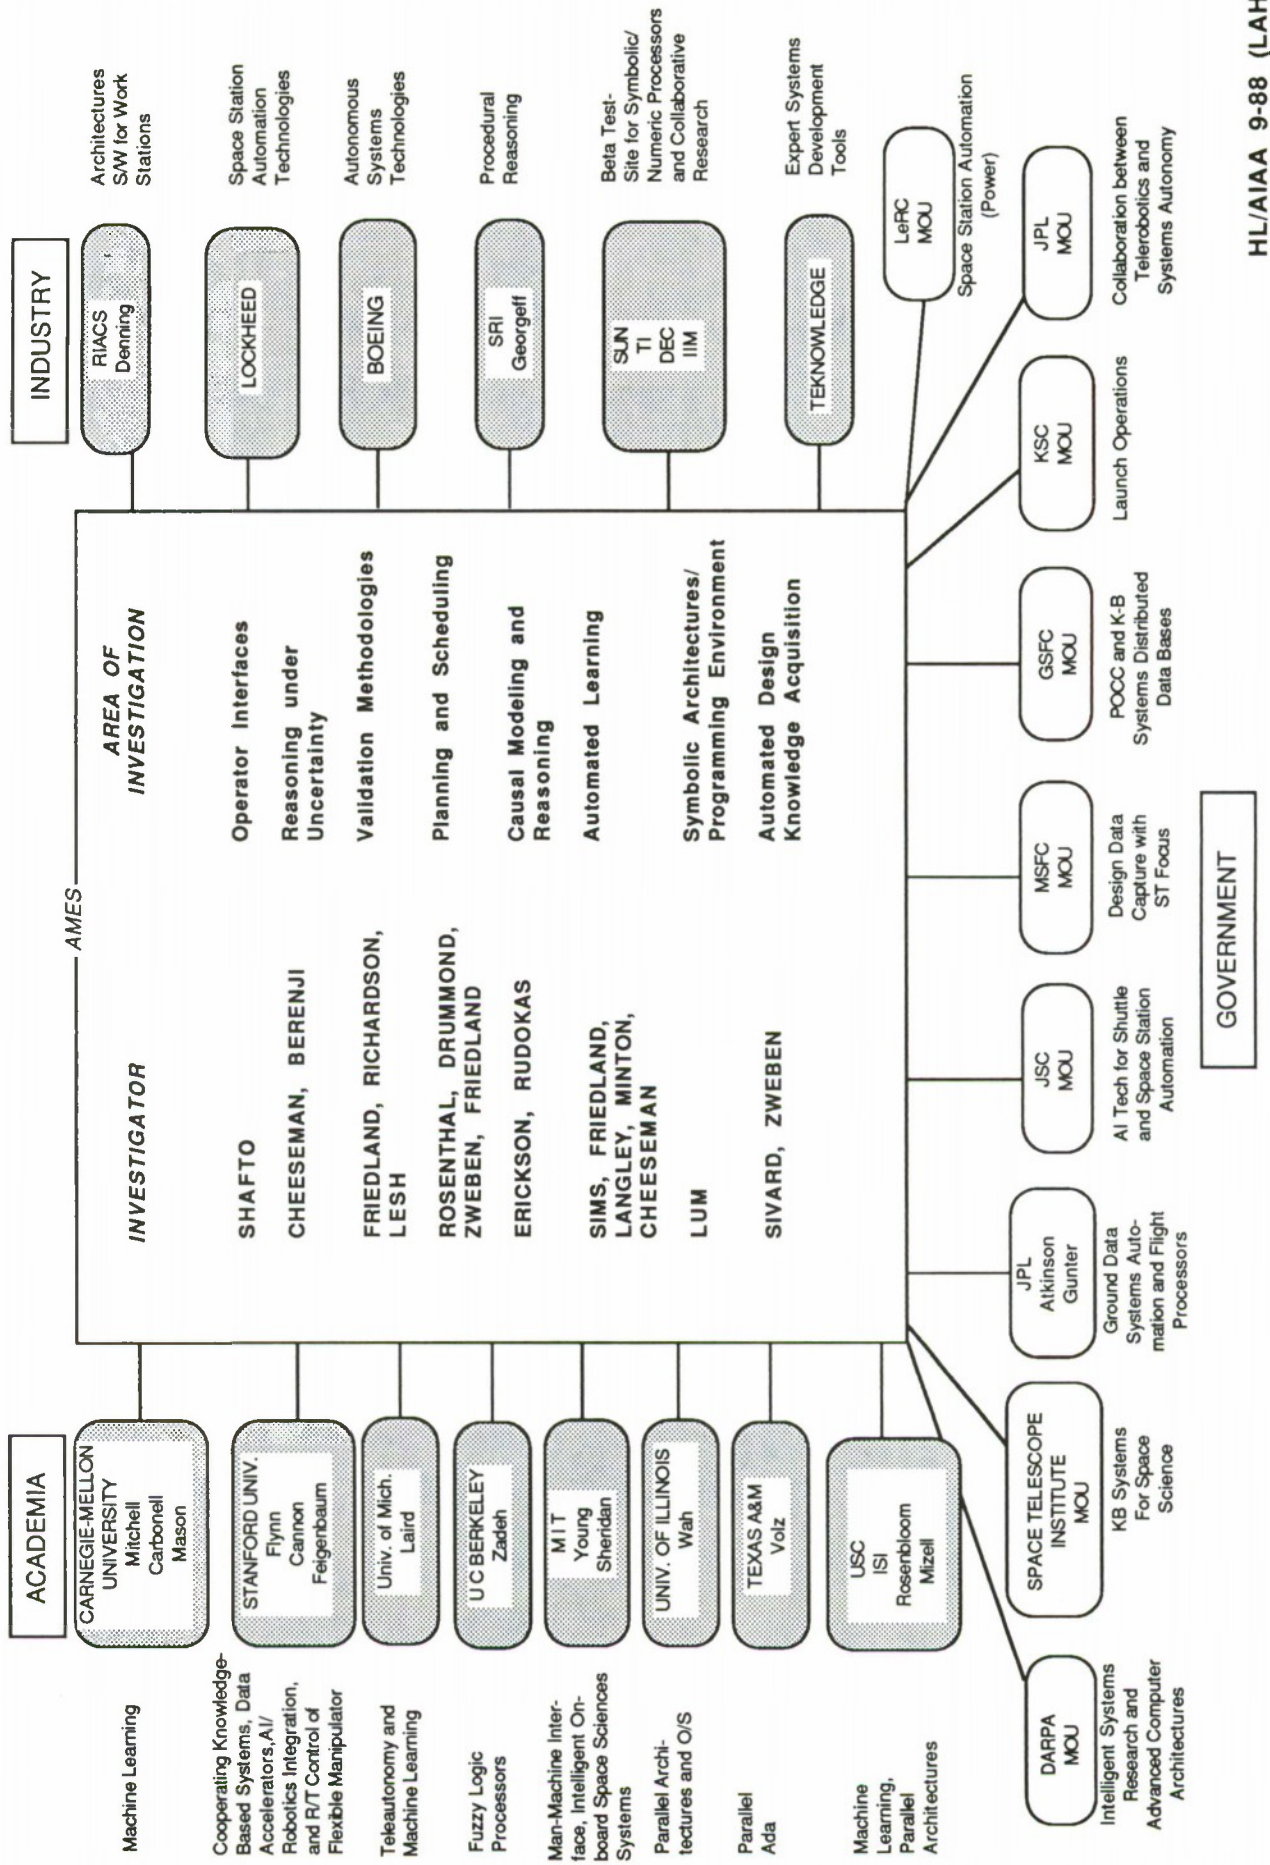 ACADEMIA
CARNEGIE-MELLON
UNIVERSITY
Mitchell
Carbonell
Mason
Machine Learning
STANFORD UNIV.
Flynn
Cannon
Feigenbaum
Cooperating Knowledge-
Based Systems, Data
Accelerators,AI/
Robotics Integration,
and R/T Control of
Flexible Manipulator
Univ. of Mich.
Laird
Teleautonomy and
Machine Learning
U C BERKELEY
Zadeh
Fuzzy Logic
Processors
M I T
Young
Sheridan
Man-Machine Inter-
face, Intelligent On-
board Space Sciences
Systems
UNIV. OF ILLINOIS
Wah
Parallel Archi-
tectures and O/S
TEXAS A&M
Volz
Parallel
Ada
USC
ISI
Rosenbloom
Mizell
Machine
Learning,
Parallel
Architectures
AMES
INVESTIGATOR
AREA OF
INVESTIGATION
SHAFTO
Operator Interfaces
CHEESEMAN, BERENJI
Reasoning under
Uncertainty
FRIEDLAND, RICHARDSON,
LESH
Validation Methodologies
ROSENTHAL, DRUMMOND,
ZWEBEN, FRIEDLAND
Planning and Scheduling
ERICKSON, RUDOKAS
Causal Modeling and
Reasoning
SIMS, FRIEDLAND,
LANGLEY, MINTON,
CHEESEMAN
Automated Learning
LUM
Symbolic Architectures/
Programming Environment
SIVARD, ZWEBEN
Automated Design
Knowledge Acquisition
INDUSTRY
RIACS
Denning
Architectures
S/W for Work
Stations
LOCKHEED
Space Station
Automation
Technologies
BOEING
Autonomous
Systems
Technologies
SRI
Georgeff
Procedural
Reasoning
SUN
TI
DEC
IIM
Beta Test-
Site for Symbolic/
Numeric Processors
and Collaborative
Research
TEKNOWLEDGE
Expert Systems
Development
Tools
DARPA
MOU
Intelligent Systems
Research and
Advanced Computer
Architectures
SPACE TELESCOPE
INSTITUTE
MOU
KB Systems
For Space
Science
JPL
Atkinson
Gunter
Ground Data
Systems Auto-
mation and Flight
Processors
JSC
MOU
AI Tech for Shuttle
and Space Station
Automation
MSFC
MOU
Design Data
Capture with
ST Focus
GSFC
MOU
POCC and K-B
Systems Distributed
Data Bases
KSC
MOU
Launch Operations
JPL
MOU
Collaboration between
Telerobotics and
Systems Autonomy
LeRC
MOU
Space Station Automation
(Power)
GOVERNMENT
HL/AIAA 9-88 (LAH